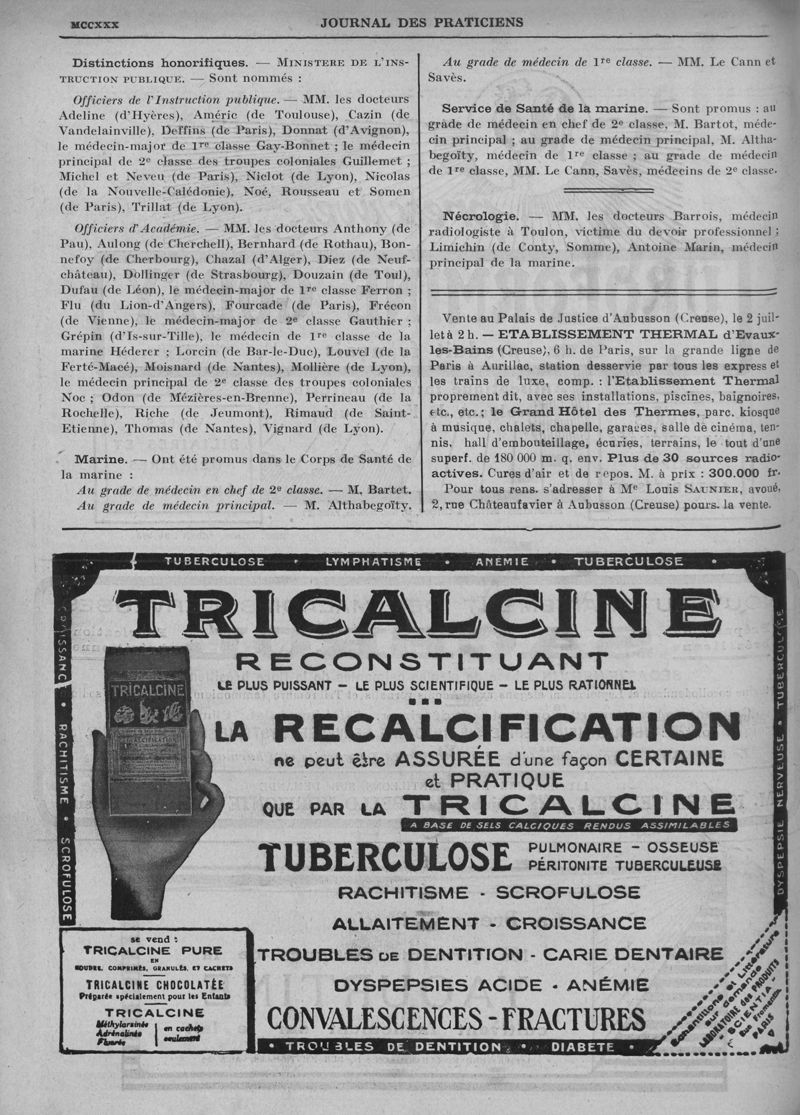 MCCXXX
JOURNAL DES PRATICIENS
Distinctions honorifiques. — MINISTERE DE L'INS-
TRUCTION PUBLIQUE. — Sont nommés :
Officiers de l'Instruction publique. — MM. les docteurs
Adeline (d'Hyères), Améric (de Toulouse), Cazin (de
Vandelainville), Deffins (de Paris), Donnat (d'Avignon),
le médecin-major de 1re classe Gay-Bonnet ; le médecin
principal de 2e classe des troupes coloniales Guillemet ;
Michel et Neveu (de Paris), Niclot (de Lyon), Nicolas
(de la Nouvelle-Calédonie), Noé, Rousseau et Somen
(de Paris), Trillat (de Lyon).
Officiers d'Académie. — MM. les docteurs Anthony (de
Pau), Aulong (de Cherchell), Bernhard (de Rothau), Bon-
nefoy (de Cherbourg), Chazal (d'Alger), Diez (de Neuf-
château), Dollinger (de Strasbourg), Douzain (de Toul),
Dufau (de Léon), le médecin-major de 1re classe Ferron ;
Flu (du Lion-d'Angers), Fourcade (de Paris), Frécon
(de Vienne), le médecin-major de 2e classe Gauthier ;
Grépin (d'Is-sur-Tille), le médecin de 1re classe de la
marine Héderer ; Lorcin (de Bar-le-Duc), Louvel (de la
Ferté-Macé), Moisnard (de Nantes), Mollière (de Lyon),
le médecin principal de 2e classe des troupes coloniales
Noc ; Odon (de Mézières-en-Brenne), Perrineau (de la
Rochelle), Riche (de Jeumont), Rimaud (de Saint-
Etienne), Thomas (de Nantes), Vignard (de Lyon).
Marine. — Ont été promus dans le Corps de Santé de
la marine :
Au grade de médecin en chef de 2e classe. — M. Bartet.
Au grade de médecin principal. — M. Althabegoïty.
Au grade de médecin de 1re classe. — MM. Le Cann et
Savès.
Service de Santé de la marine. — Sont promus : au
grade de médecin en chef de 2e classe, M. Bartot, méde-
cin principal ; au grade de médecin principal, M. Altha-
begoïty, médecin de 1re classe ; au grade de médecin
de 1re classe, MM. Le Cann, Savès, médecins de 2e classe.
Nécrologie. — MM. les docteurs Barrois, médecin
radiologiste à Toulon, victime du devoir professionnel ;
Limichin (de Conty, Somme), Antoine Marin, médecin
principal de la marine.
Vente au Palais de Justice d'Aubusson (Creuse), le 2 juil-
let à 2 h. — ETABLISSEMENT THERMAL d'Evaux-
les-Bains (Creuse), 6 h. de Paris, sur la grande ligne de
Paris à Aurillac, station desservie par tous les express et
les trains de luxe, comp. : l'Etablissement Thermal
proprement dit, avec ses installations, piscines, baignoires,
etc., etc. ; le Grand Hôtel des Thermes, parc, kiosque
à musique, chalets, chapelle, garages, salle de cinéma, ten-
nis, hall d'embouteillage, écuries, terrains, le tout d'une
superf. de 180 000 m. q. env. Plus de 30 sources radio-
actives. Cures d'air et de repos. M. à prix : 300.000 fr.
Pour tous rens. s'adresser à Me Louis SAUNIER, avoué,
2, rue Châteaufavier à Aubusson (Creuse) pours. la vente.
TUBERCULOSE • LYMPHATISME • ANEMIE • TUBERCULOSE •
TRICALCINE
RECONSTITUANT
LE PLUS PUISSANT — LE PLUS SCIENTIFIQUE — LE PLUS RATIONNEL
TRICALCINE
LA RECALCIFICATION
ne peut être ASSURÉE d'une façon CERTAINE
et PRATIQUE
QUE PAR LA TRICALCINE
A BASE DE SELS CALCIQUES RENDUS ASSIMILABLES
TUBERCULOSE PULMONAIRE - OSSEUSE
PÉRITONITE TUBERCULEUSE
RACHITISME - SCROFULOSE
ALLAITEMENT - CROISSANCE
TROUBLES DE DENTITION - CARIE DENTAIRE
DYSPEPSIES ACIDE - ANÉMIE
CONVALESCENCES - FRACTURES
• RACHITISME • SCROFULOSE
TUBERCULOSE • DYSPEPSIE NERVEUSE •
se vend :
TRICALCINE PURE
EN
POUDRE, COMPRIMÉS, GRANULÉS, ET CACHETS
TRICALCINE CHOCOLATÉE
Préparée spécialement pour les Enfants
TRICALCINE
Méthylarsinée
Adrénalinée
Fluorée
en cachets
seulement
Echantillons et Littérature
sur demande
LABORATOIRE des PRODUITS
SCIENTIA
Rue Fromentin
PARIS
• TROUBLES DE DENTITION • DIABETE •